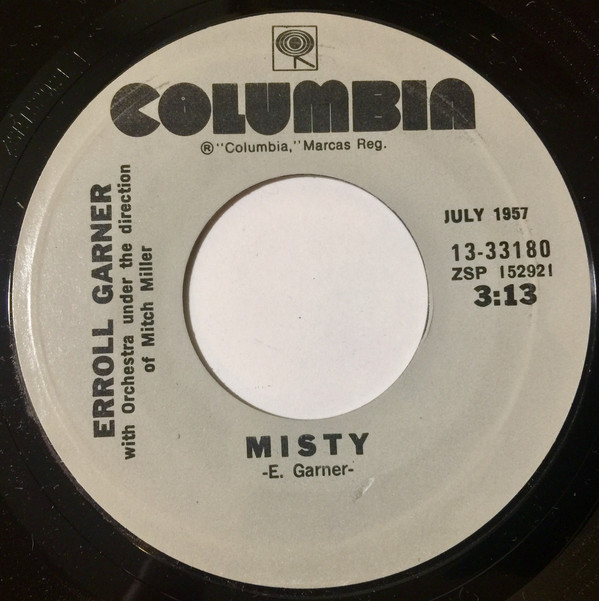 COLUMBIA
® "Columbia," Marcas Reg.
ERROLL GARNER
with Orchestra under the direction
of Mitch Miller
JULY 1957
13-33180
ZSP 152921
3:13
MISTY
-E. Garner-